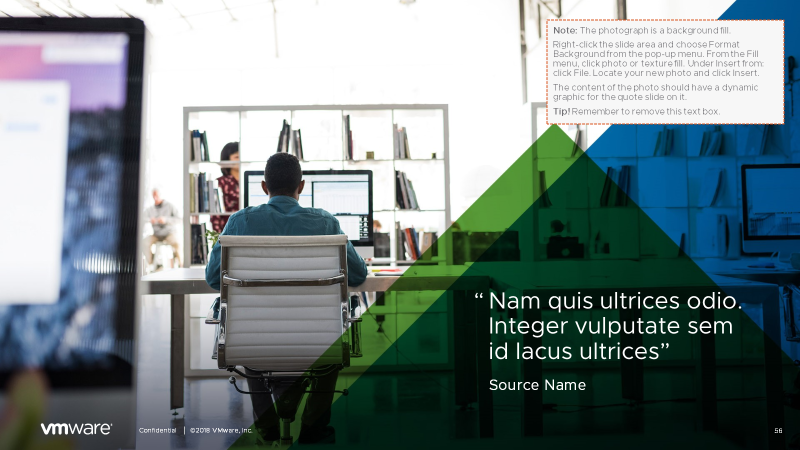 Note: The photograph is a background fill.
Right-click the slide area and choose Format
Background from the pop-up menu. From the Fill
menu, click photo or texture fill. Under Insert from:
click File. Locate your new photo and click Insert.
The content of the photo should have a dynamic
graphic for the quote slide on it.
Tip! Remember to remove this text box.
“ Nam quis ultrices odio.
Integer vulputate sem
id lacus ultrices”
Source Name
vmware®
Confidential | ©2018 VMware, Inc.
56